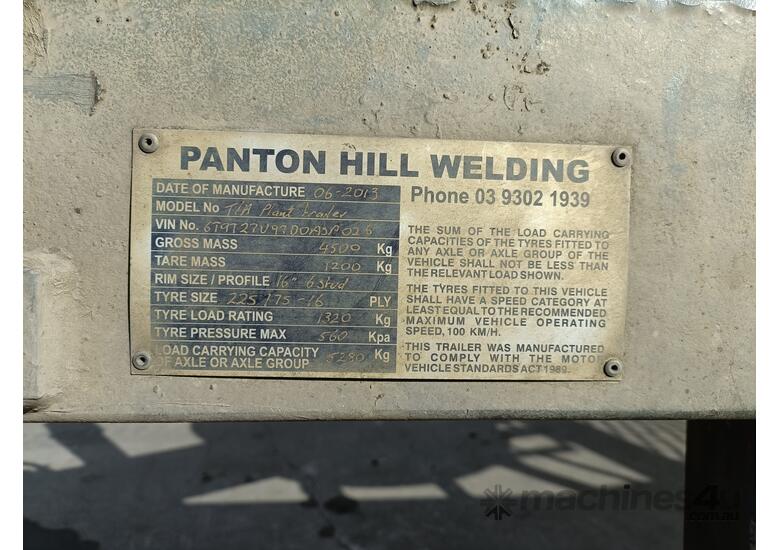 PANTON HILL WELDING
DATE OF MANUFACTURE 06-2013
MODEL No T/A Plant trailer
VIN No.
GROSS MASS 4500 Kg
TARE MASS 1200 Kg
RIM SIZE / PROFILE 16" 6 stud
TYRE SIZE 225/75-16 PLY
TYRE LOAD RATING 1320 Kg
TYRE PRESSURE MAX 560 Kpa
LOAD CARRYING CAPACITY
OF AXLE OR AXLE GROUP 5280 Kg
Phone 03 9302 1939
THE SUM OF THE LOAD CARRYING
CAPACITIES OF THE TYRES FITTED TO
ANY AXLE OR AXLE GROUP OF THE
VEHICLE SHALL NOT BE LESS THAN
THE RELEVANT LOAD SHOWN.
THE TYRES FITTED TO THIS VEHICLE
SHALL HAVE A SPEED CATEGORY AT
LEAST EQUAL TO THE RECOMMENDED
MAXIMUM VEHICLE OPERATING
SPEED, 100 KM/H.
THIS TRAILER WAS MANUFACTURED
TO COMPLY WITH THE MOTOR
VEHICLE STANDARDS ACT 1989.
machines4u
.com.au